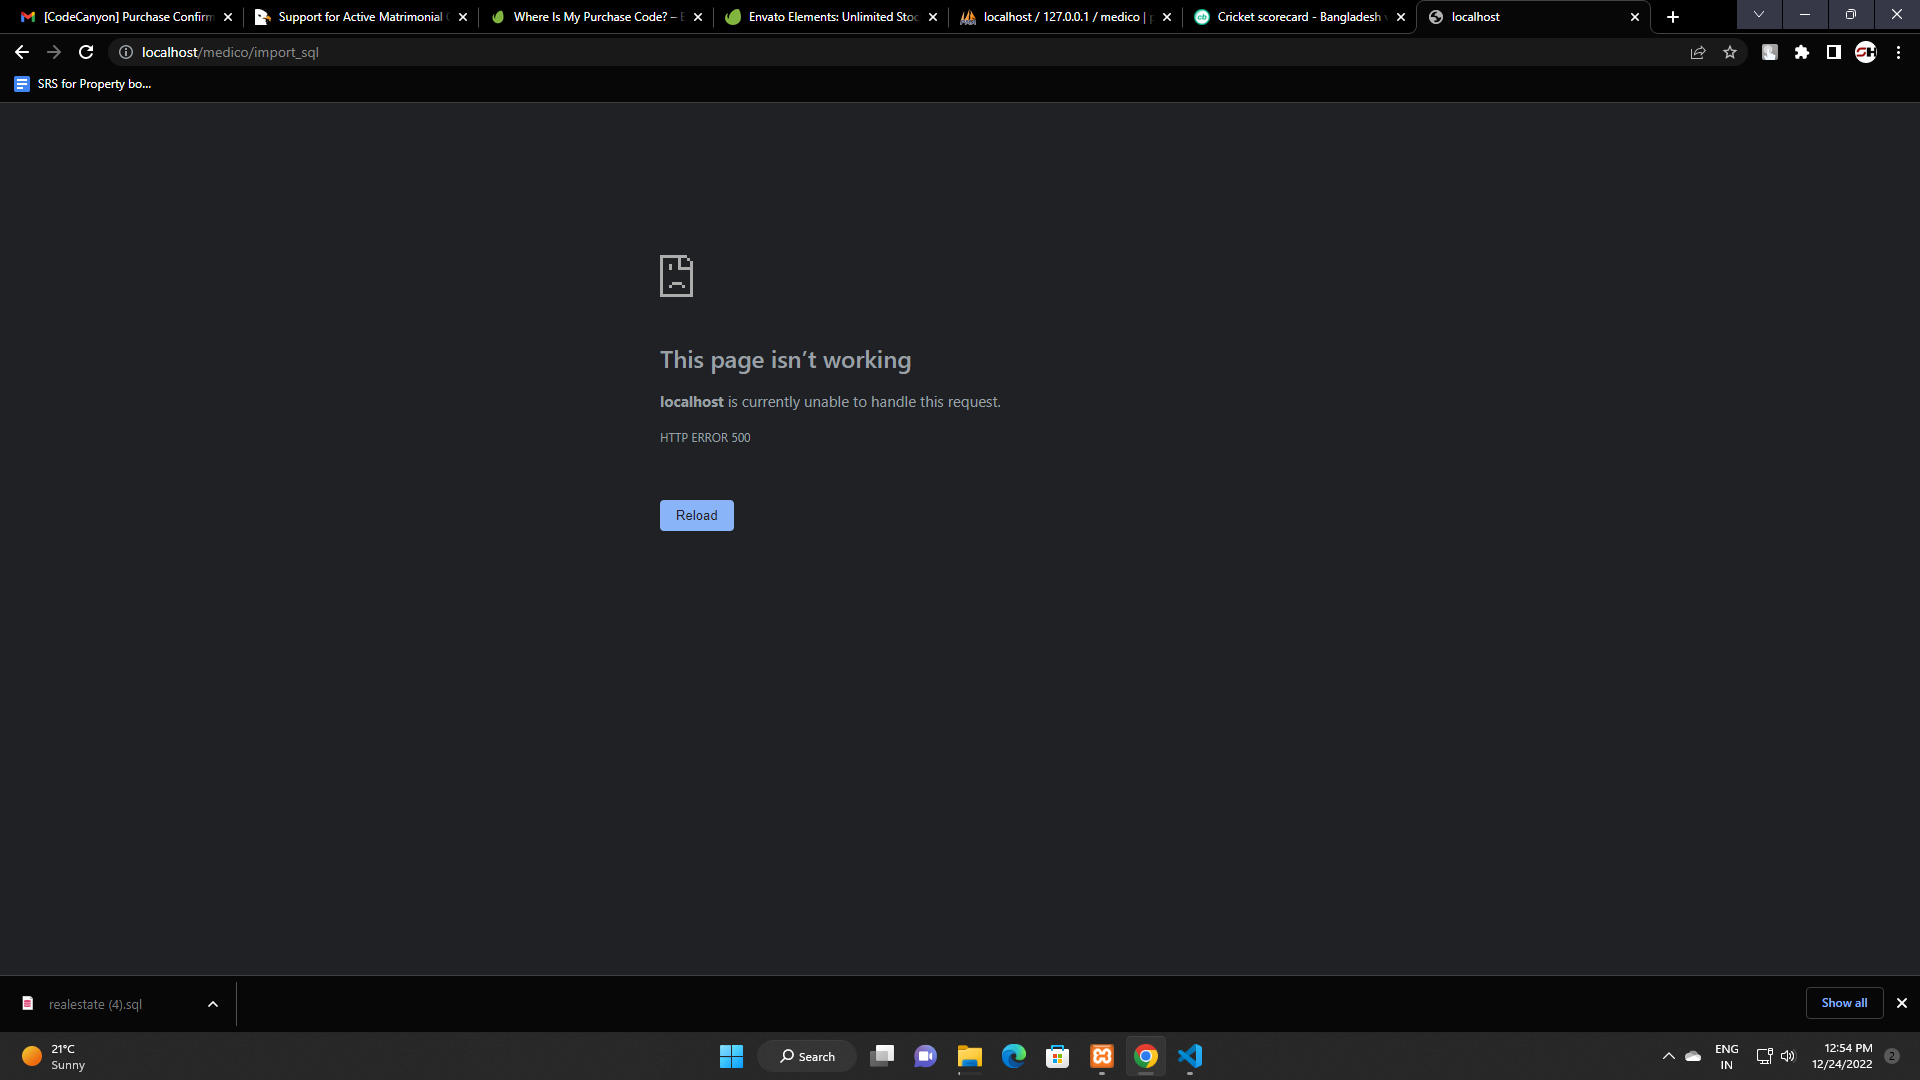 [CodeCanyon] Purchase Confirm
Support for Active Matrimonial
Where Is My Purchase Code? –
Envato Elements: Unlimited Stoc
localhost / 127.0.0.1 / medico |
Cricket scorecard - Bangladesh
localhost
localhost/medico/import_sql
SRS for Property bo...
This page isn’t working
localhost is currently unable to handle this request.
HTTP ERROR 500
Reload
realestate (4).sql
Show all
21°C
Sunny
Search
ENG
IN
12:54 PM
12/24/2022
2